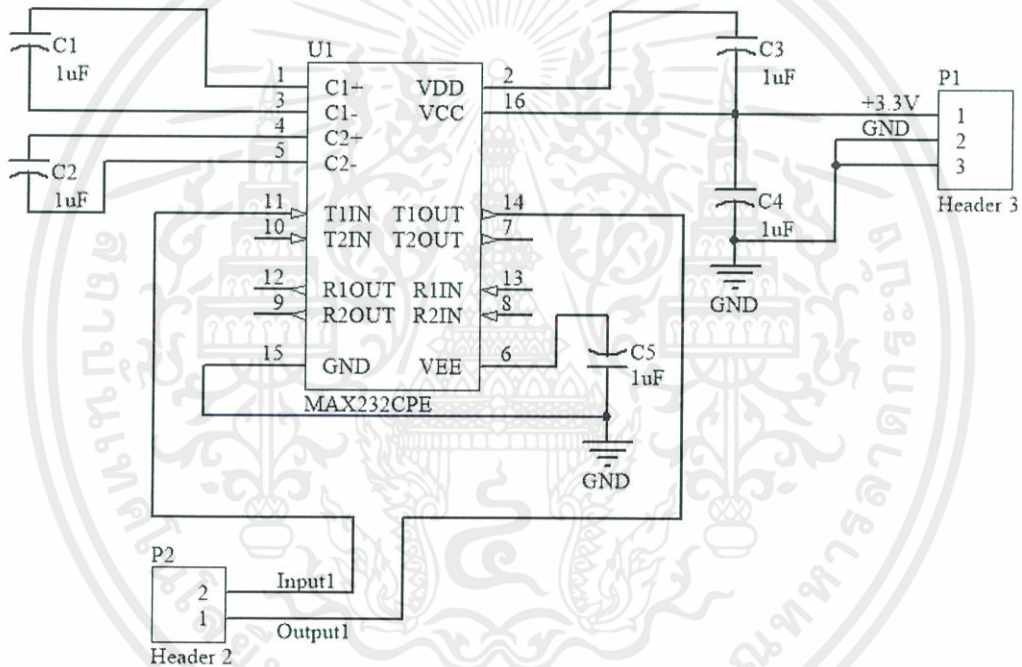 C1
1uF
C2
1uF
U1
1 C1+ VDD 2
3 C1- VCC 16
4 C2+
5 C2-
11 T1IN T1OUT 14
10 T2IN T2OUT 7
12 R1OUT R1IN 13
9 R2OUT R2IN 8
15 GND VEE 6
MAX232CPE
C3
1uF
C4
1uF
GND
C5
1uF
GND
P1
+3.3V 1
GND 2
3
Header 3
P2
2 Input1
1 Output1
Header 2